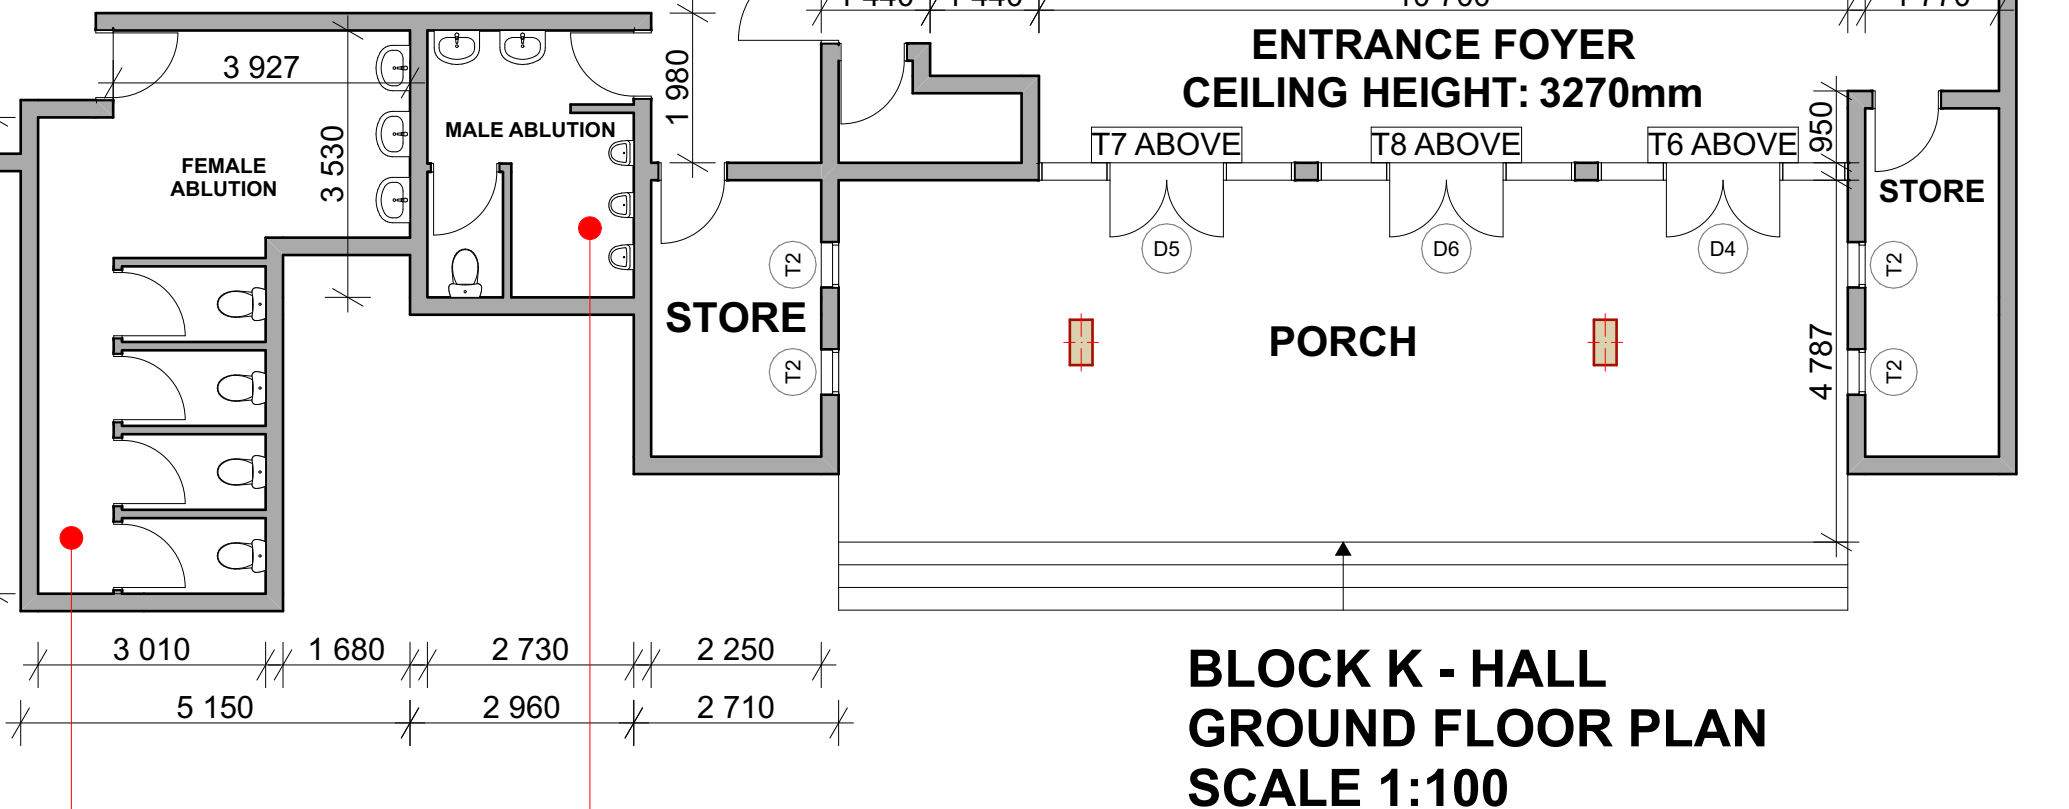 3 927
1 980
ENTRANCE FOYER
CEILING HEIGHT: 3270mm
3 530
MALE ABLUTION
FEMALE
ABLUTION
T7 ABOVE
T8 ABOVE
T6 ABOVE
950
STORE
D5
D6
D4
T2
T2
STORE
T2
PORCH
T2
4 787
3 010
1 680
2 730
2 250
5 150
2 960
2 710
BLOCK K - HALL
GROUND FLOOR PLAN
SCALE 1:100